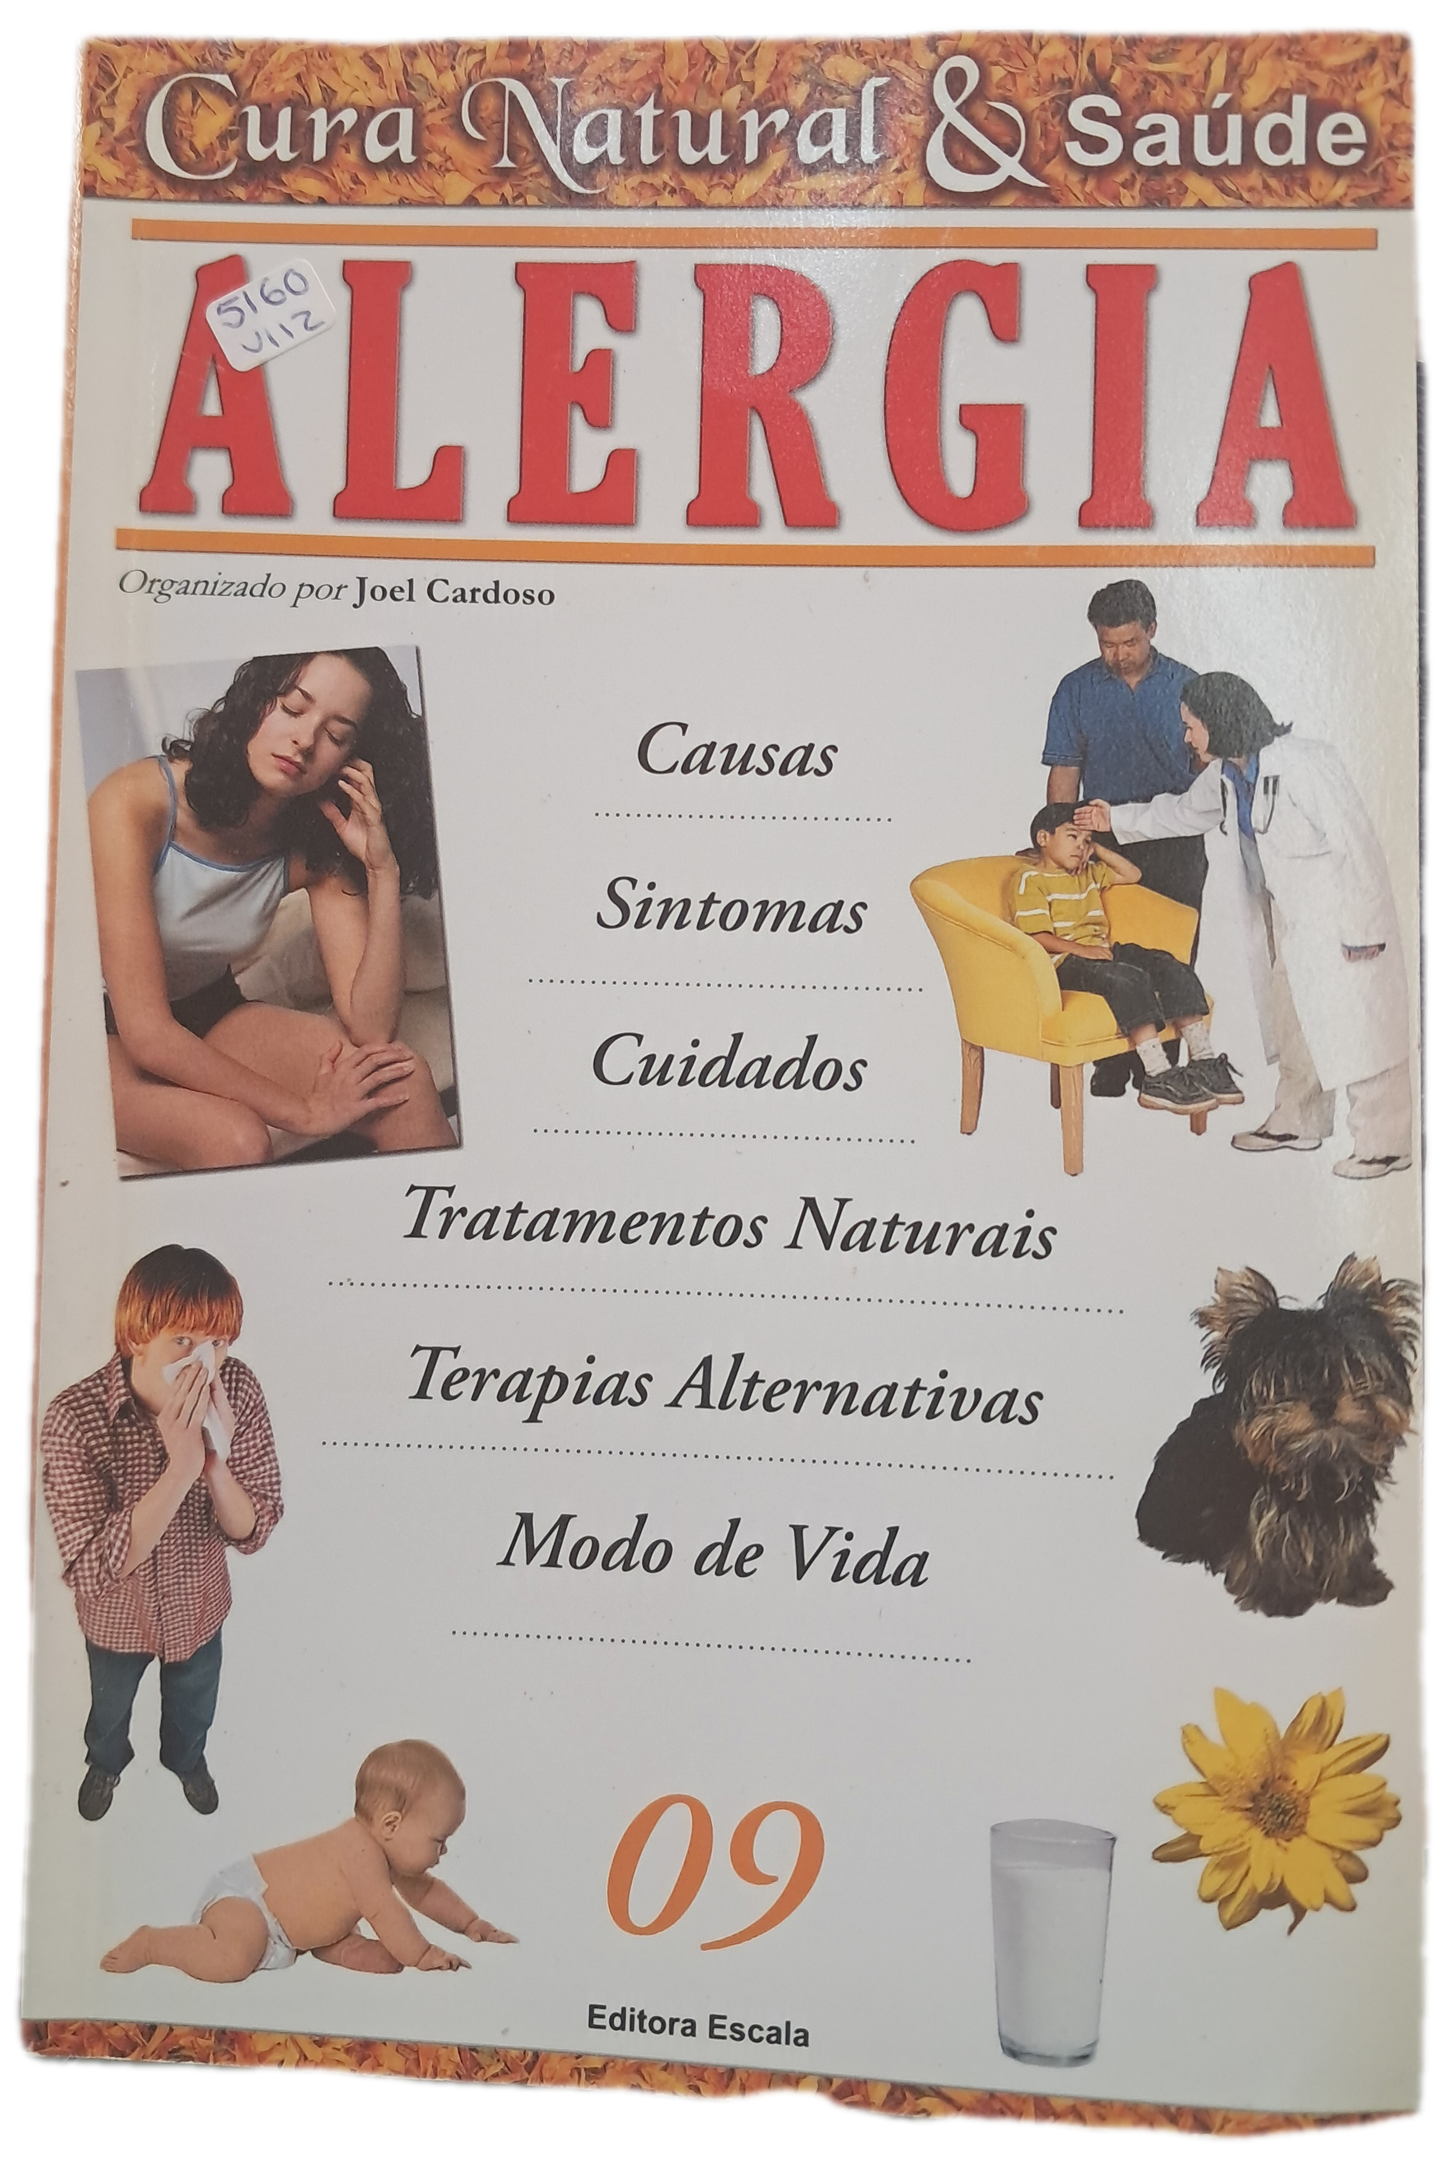 Cura Natural & Saúde
ALERGIA
5160
V112
Organizado por Joel Cardoso
Causas
Sintomas
Cuidados
Tratamentos Naturais
Terapias Alternativas
Modo de Vida
09
Editora Escala